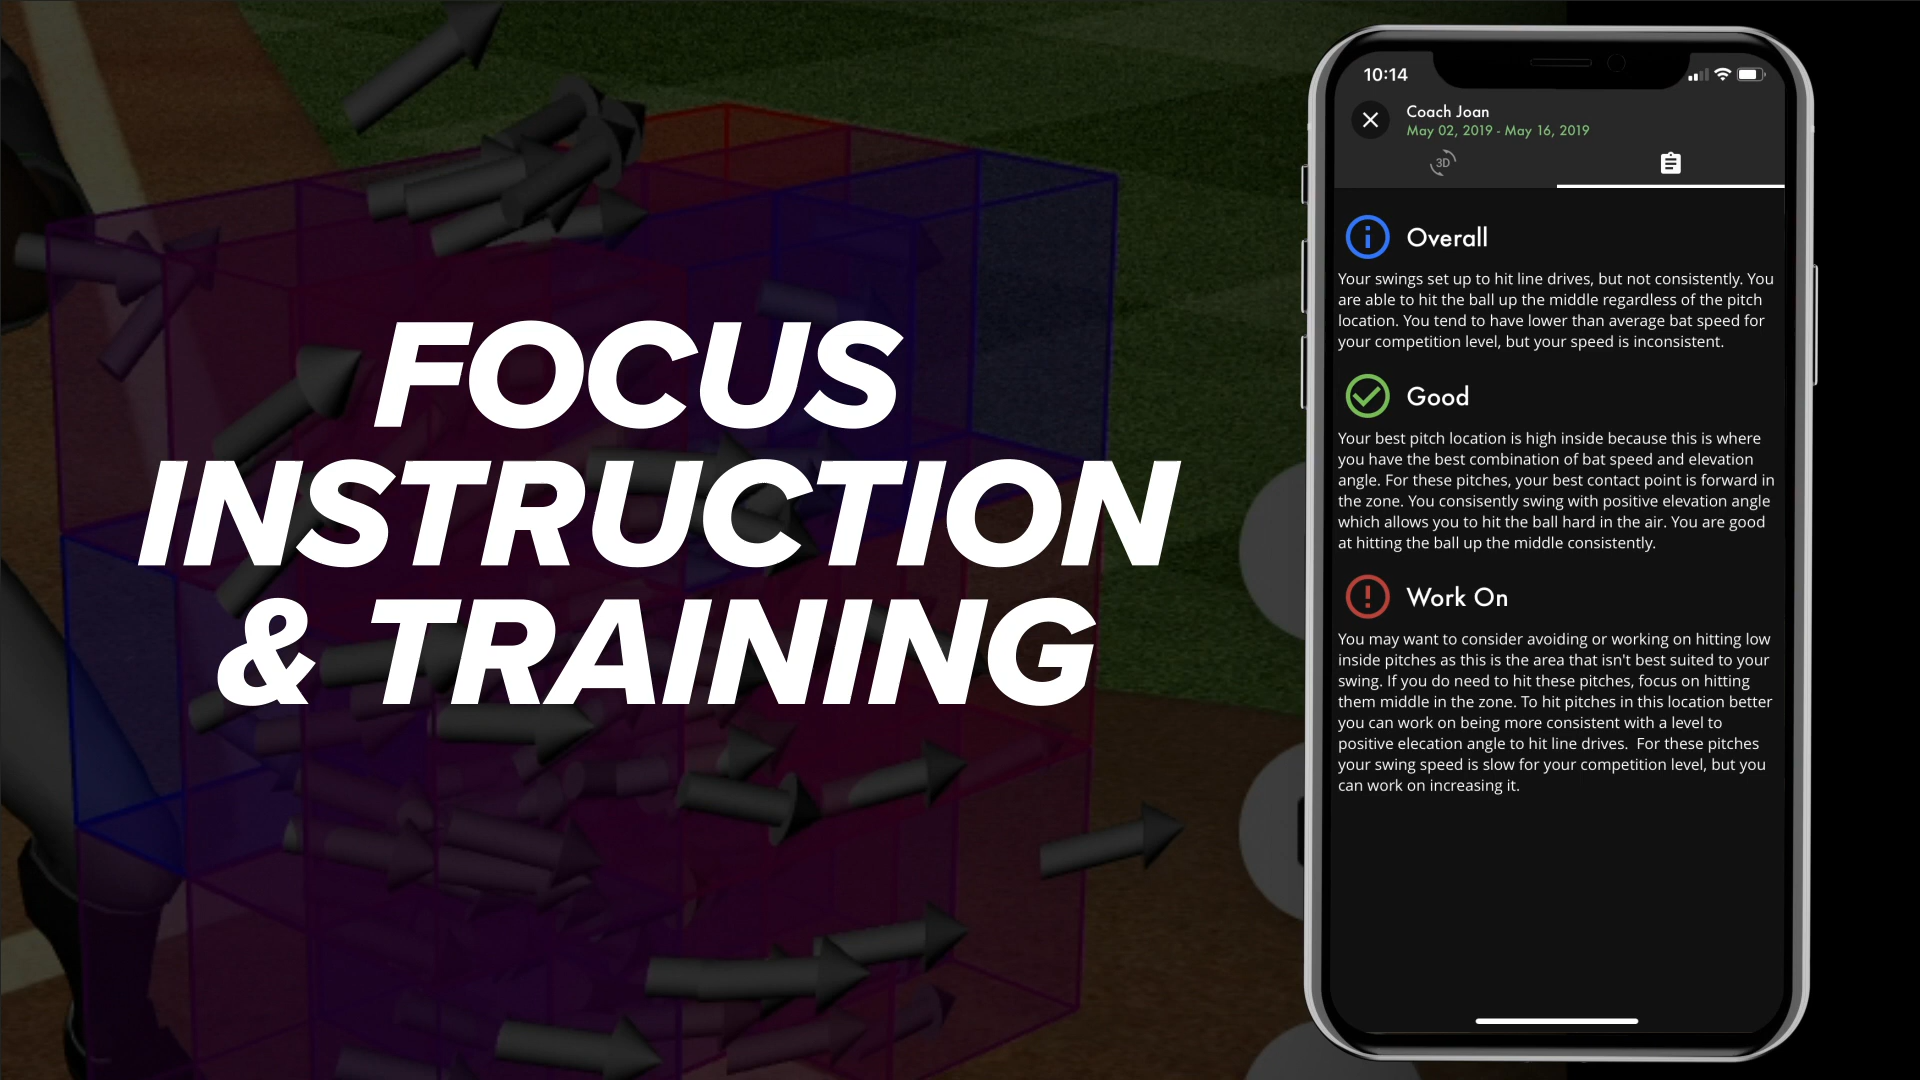 FOCUS
INSTRUCTION
& TRAINING
10:14
Coach Joan
May 02, 2019 - May 16, 2019
3D
Overall
Your swings set up to hit line drives, but not consistently. You
are able to hit the ball up the middle regardless of the pitch
location. You tend to have lower than average bat speed for
your competition level, but your speed is inconsistent.
Good
Your best pitch location is high inside because this is where
you have the best combination of bat speed and elevation
angle. For these pitches, your best contact point is forward in
the zone. You consisently swing with positive elevation angle
which allows you to hit the ball hard in the air. You are good
at hitting the ball up the middle consistently.
Work On
You may want to consider avoiding or working on hitting low
inside pitches as this is the area that isn't best suited to your
swing. If you do need to hit these pitches, focus on hitting
them middle in the zone. To hit pitches in this location better
you can work on being more consistent with a level to
positive elecation angle to hit line drives.  For these pitches
your swing speed is slow for your competition level, but you
can work on increasing it.